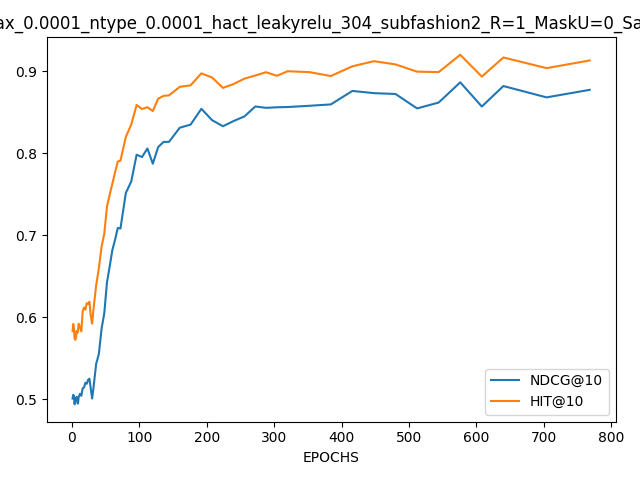 ax_0.0001_ntype_0.0001_hact_leakyrelu_304_subfashion2_R=1_MaskU=0_Sa
0.9
0.8
0.7
0.6
0.5
NDCG@10
HIT@10
0 100 200 300 400 500 600 700 800
EPOCHS